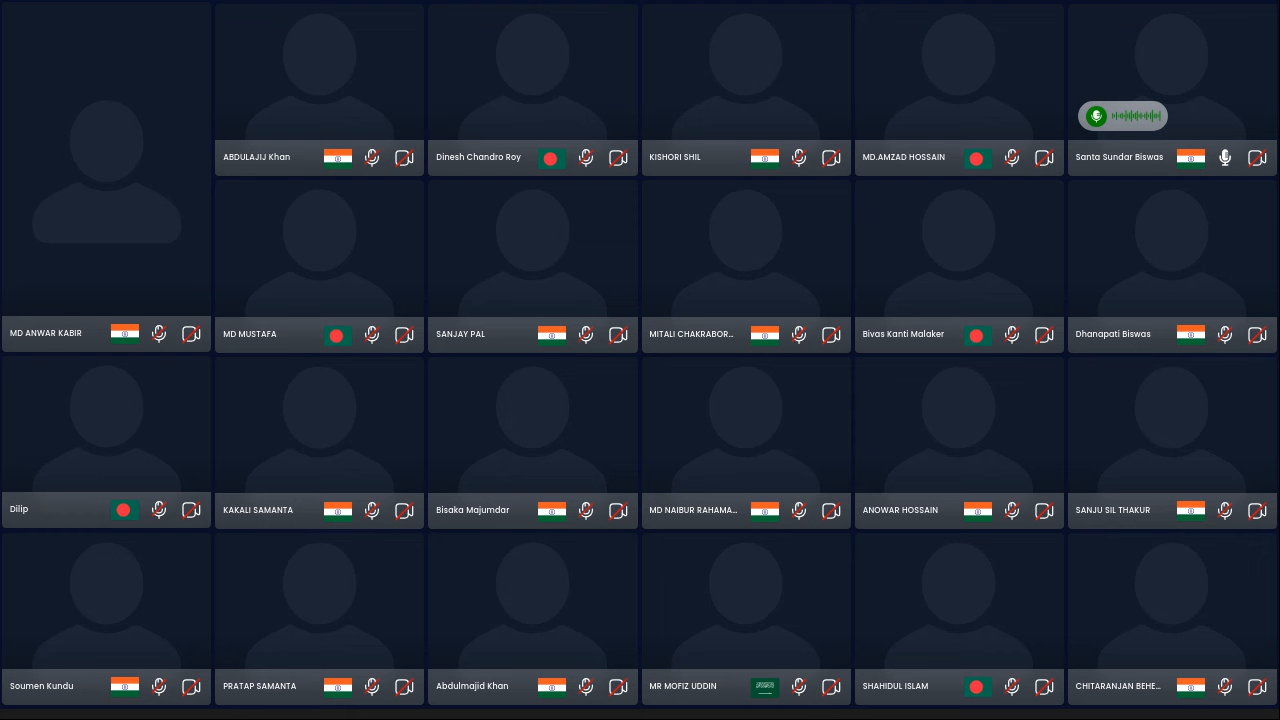 ABDULAJIJ Khan
Dinesh Chandro Roy
KISHORI SHIL
MD.AMZAD HOSSAIN
Santa Sundar Biswas
MD ANWAR KABIR
MD MUSTAFA
SANJAY PAL
MITALI CHAKRABOR...
Bivas Kanti Malaker
Dhanapati Biswas
Dilip
KAKALI SAMANTA
Bisaka Majumdar
MD NAIBUR RAHAMA...
ANOWAR HOSSAIN
SANJU SIL THAKUR
Soumen Kundu
PRATAP SAMANTA
Abdulmajid Khan
MR MOFIZ UDDIN
SHAHIDUL ISLAM
CHITARANJAN BEHE...